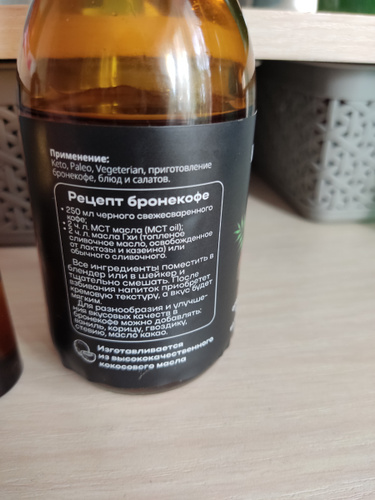 Применение:
Keto, Paleo, Vegeterian, приготовление
бронекофе, блюд и салатов.
Рецепт бронекофе
• 250 мл черного свежесваренного
кофе;
• 2 ч. л. МСТ масла (MCT oil);
• 2 ч. л. масла Гхи (топленое
сливочное масло, освобожденное
от лактозы и казеина) или
обычного сливочного.
Все ингредиенты поместить в
блендер или в шейкер и
тщательно смешать. После
взбивания напиток приобретет
кремовую текстуру, а вкус будет
мягким.
Для разнообразия и улучше-
ния вкусовых качеств в
бронекофе можно добавлять:
ваниль, корицу, гвоздику,
стевию, масло какао.
Изготавливается
из высококачественного
кокосового масла